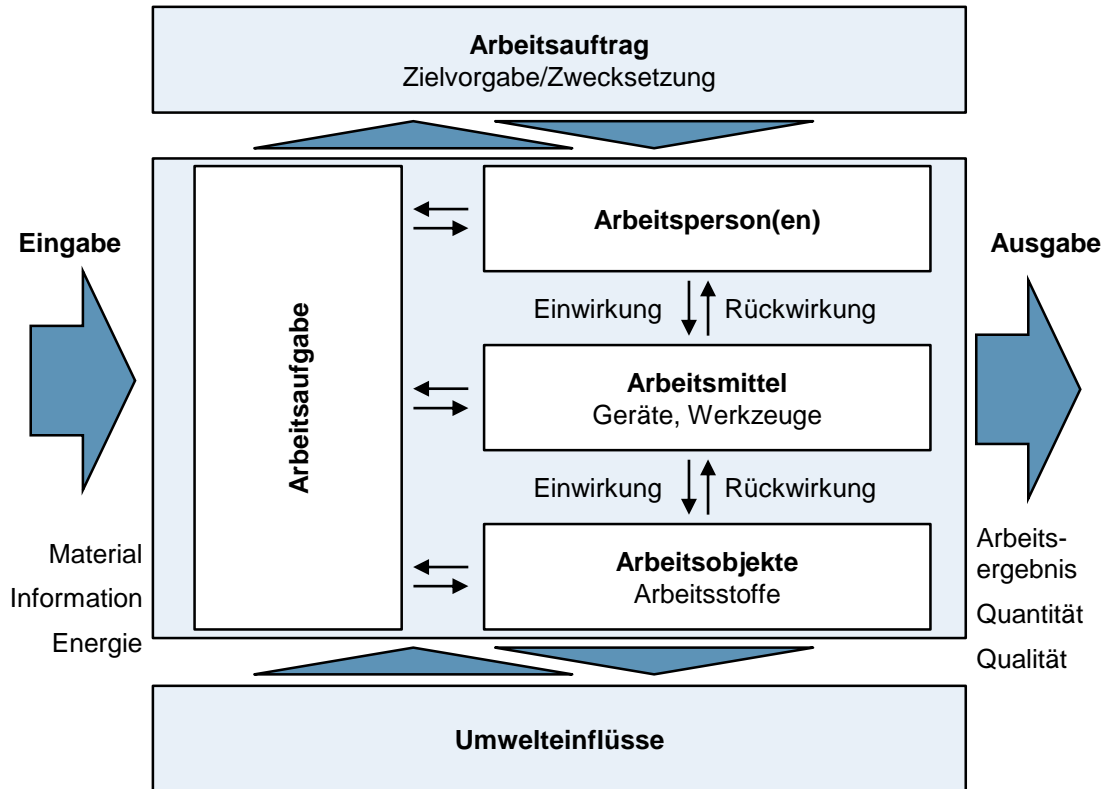 Arbeitsauftrag
Zielvorgabe/Zwecksetzung
Eingabe
Material
Information
Energie
Arbeitsaufgabe
Arbeitsperson(en)
Einwirkung
Rückwirkung
Arbeitsmittel
Geräte, Werkzeuge
Einwirkung
Rückwirkung
Arbeitsobjekte
Arbeitsstoffe
Ausgabe
Arbeits-
ergebnis
Quantität
Qualität
Umwelteinflüsse